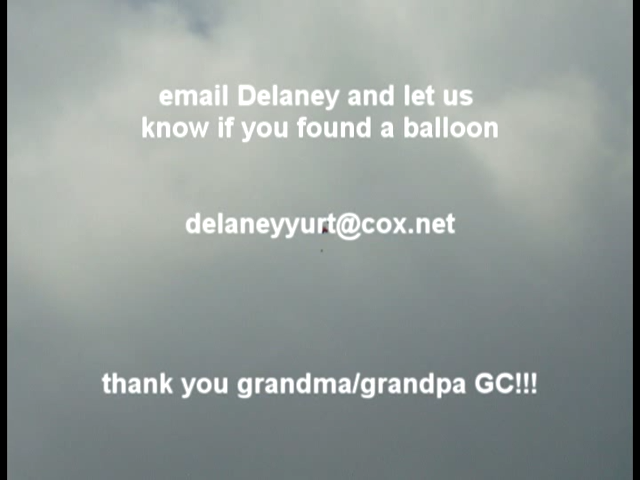 email Delaney and let us
know if you found a balloon
delaneyyurt@cox.net
thank you grandma/grandpa GC!!!